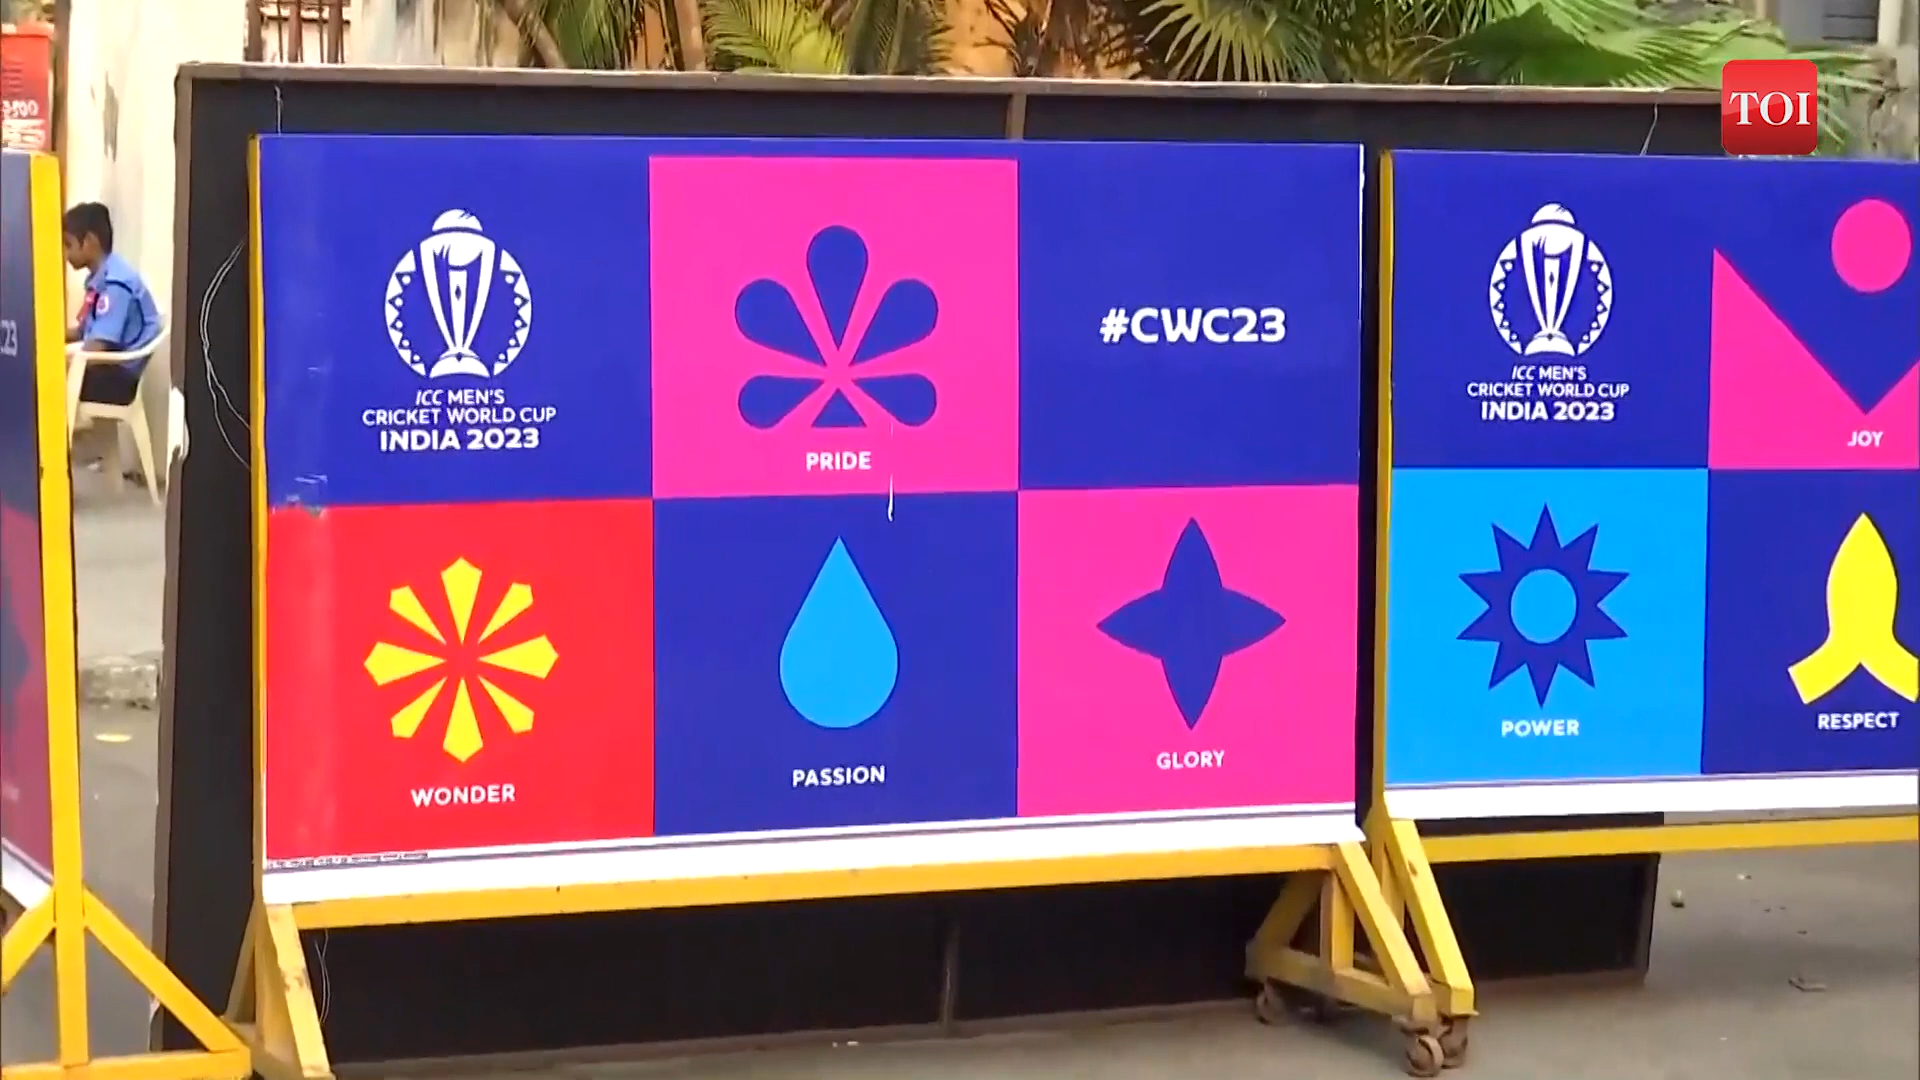 TOI
ICC MEN'S
CRICKET WORLD CUP
INDIA 2023
PRIDE
#CWC23
WONDER
PASSION
GLORY
ICC MEN'S
CRICKET WORLD CUP
INDIA 2023
JOY
POWER
RESPECT